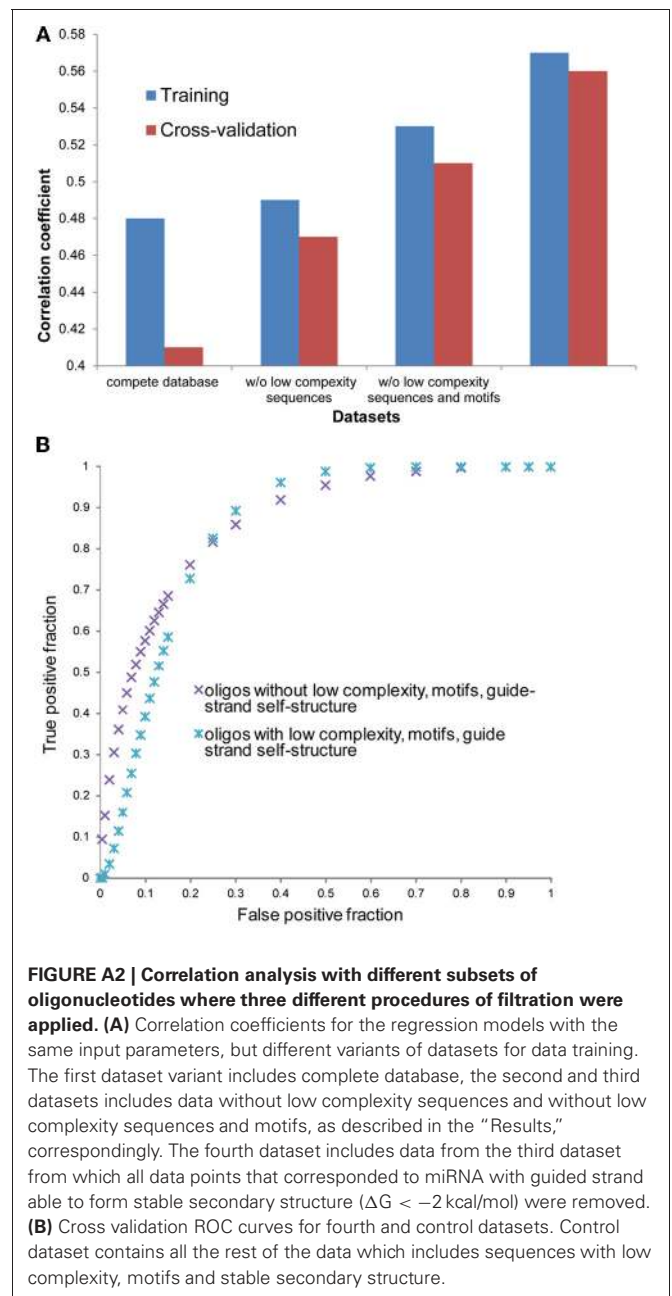 A
0.58
0.56
0.54
0.52
0.5
0.48
0.46
0.44
0.42
0.4
Correlation coefficient
Training
Cross-validation
compete database
w/o low compexity
sequences
w/o low compexity
sequences and motifs
Datasets
B
1
0.9
0.8
0.7
0.6
0.5
0.4
0.3
0.2
0.1
0
True positive fraction
oligos without low complexity, motifs, guide-
strand self-structure
oligos with low complexity, motifs, guide
strand self-structure
0 0.1 0.2 0.3 0.4 0.5 0.6 0.7 0.8 0.9 1
False positive fraction
FIGURE A2 | Correlation analysis with different subsets of
oligonucleotides where three different procedures of filtration were
applied. (A) Correlation coefficients for the regression models with the
same input parameters, but different variants of datasets for data training.
The first dataset variant includes complete database, the second and third
datasets includes data without low complexity sequences and without low
complexity sequences and motifs, as described in the “Results,”
correspondingly. The fourth dataset includes data from the third dataset
from which all data points that corresponded to miRNA with guided strand
able to form stable secondary structure (ΔG < −2 kcal/mol) were removed.
(B) Cross validation ROC curves for fourth and control datasets. Control
dataset contains all the rest of the data which includes sequences with low
complexity, motifs and stable secondary structure.